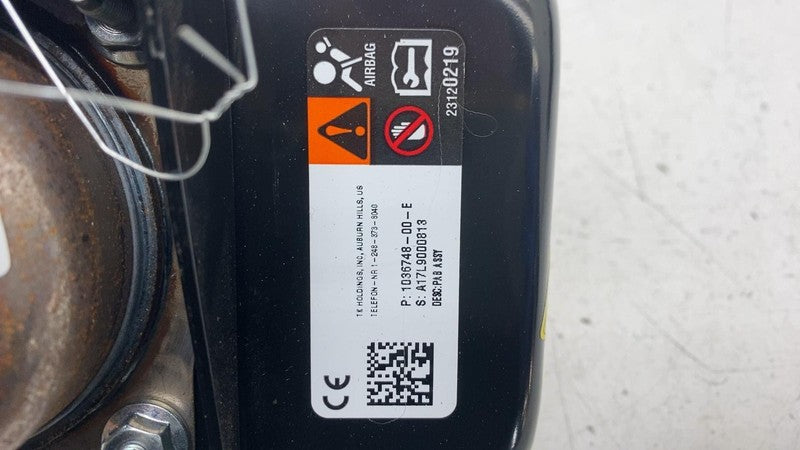 AIRBAG
23120219
TK HOLDINGS, INC, AUBURN HILLS, US
TELEFON-NR 1-248-373-8040
P: 1036748-00-E
S: A17L9000813
DESC:PAB ASSY
CE